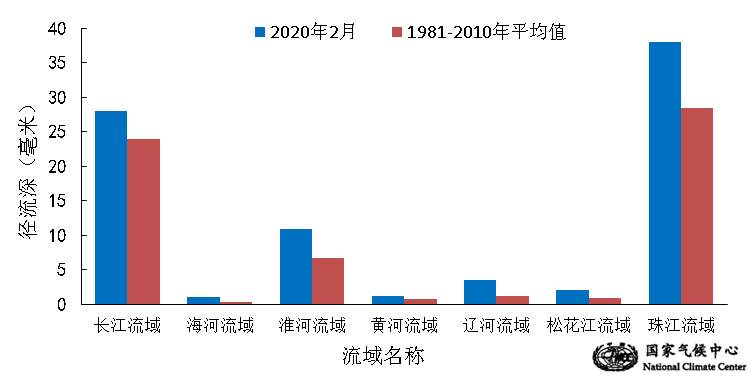 2020年2月 1981-2010年平均值
径流深（毫米）
40
35
30
25
20
15
10
5
0
长江流域 海河流域 淮河流域 黄河流域 辽河流域 松花江流域 珠江流域
流域名称
国家气候中心
National Climate Center